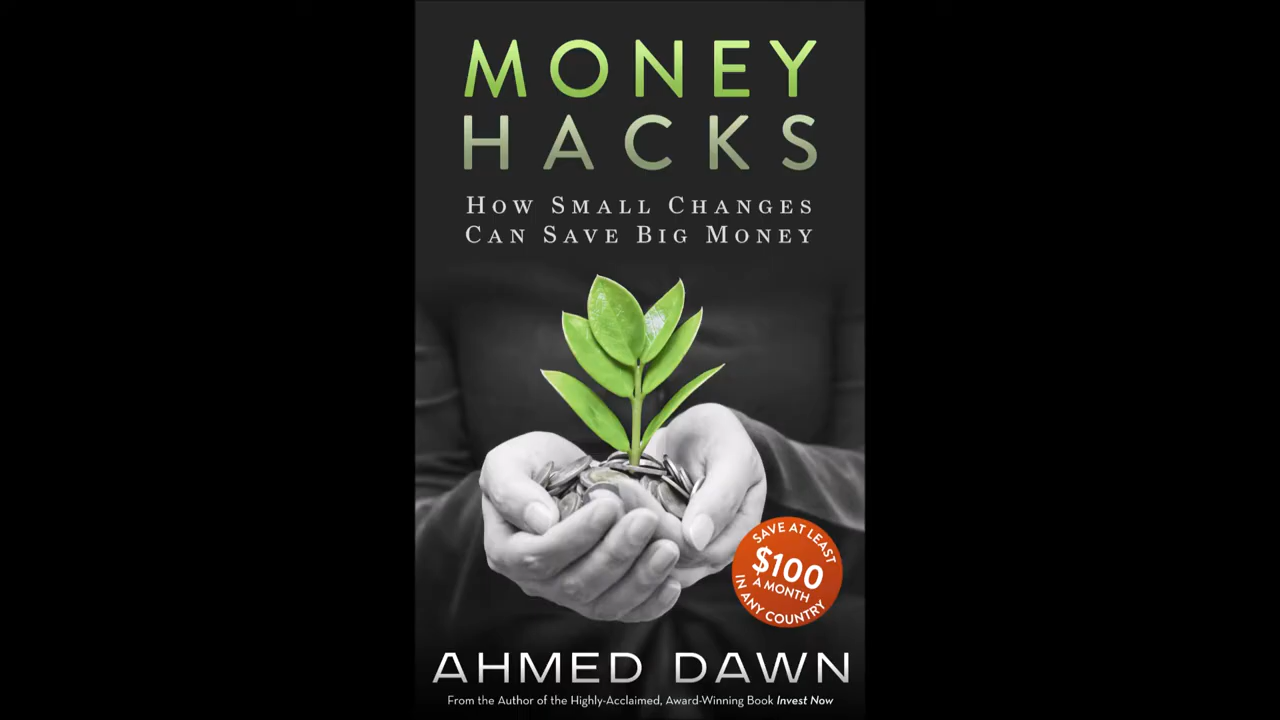 MONEY
HACKS
How Small Changes
Can Save Big Money
SAVE AT LEAST
$100
A MONTH
IN ANY COUNTRY
AHMED DAWN
From the Author of the Highly-Acclaimed, Award-Winning Book Invest Now